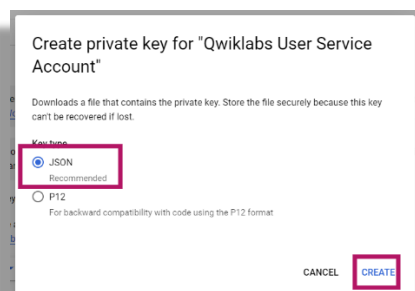 Create private key for "Qwiklabs User Service
Account"
Downloads a file that contains the private key. Store the file securely because this key
can't be recovered if lost.
Key type
JSON
Recommended
P12
For backward compatibility with code using the P12 format
CANCEL
CREATE